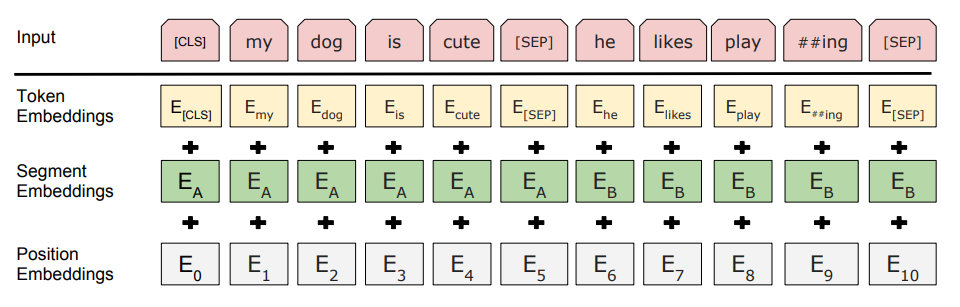 Input [CLS] my dog is cute [SEP] he likes play ##ing [SEP]
Token Embeddings E[CLS] Emy Edog Eis Ecute E[SEP] Ehe Elikes Eplay E##ing E[SEP]
+ + + + + + + + + + +
Segment Embeddings EA EA EA EA EA EA EB EB EB EB EB
+ + + + + + + + + + +
Position Embeddings E0 E1 E2 E3 E4 E5 E6 E7 E8 E9 E10